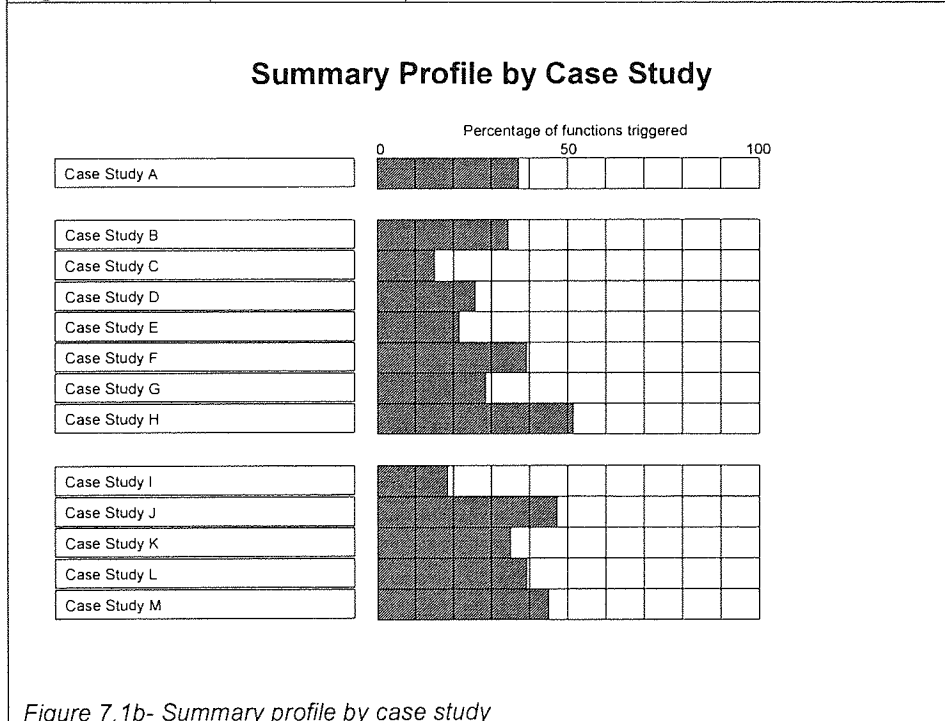 Summary Profile by Case Study
Percentage of functions triggered
0 50 100
Case Study A
Case Study B
Case Study C
Case Study D
Case Study E
Case Study F
Case Study G
Case Study H
Case Study I
Case Study J
Case Study K
Case Study L
Case Study M
Figure 7.1b- Summary profile by case study